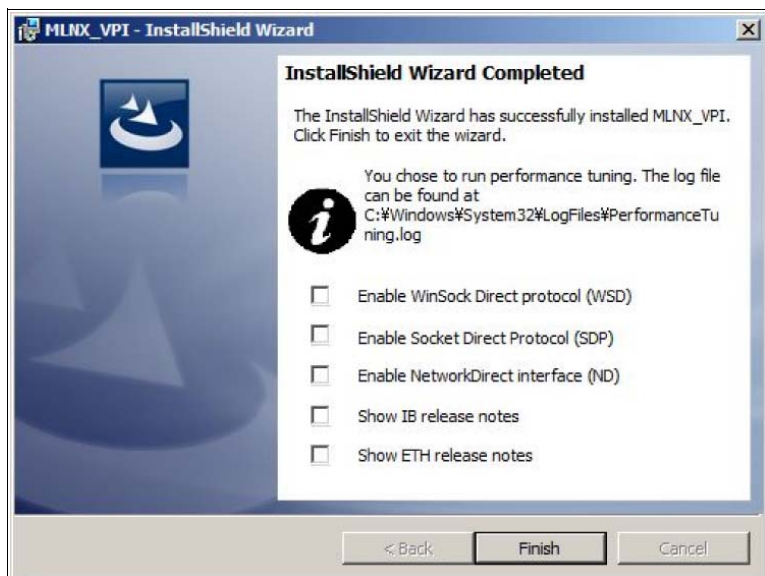 MLNX_VPI - InstallShield Wizard
InstallShield Wizard Completed
The InstallShield Wizard has successfully installed MLNX_VPI.
Click Finish to exit the wizard.
You chose to run performance tuning. The log file
can be found at
C:¥Windows¥System32¥LogFiles¥PerformanceTu
ning.log
Enable WinSock Direct protocol (WSD)
Enable Socket Direct Protocol (SDP)
Enable NetworkDirect interface (ND)
Show IB release notes
Show ETH release notes
< Back Finish Cancel